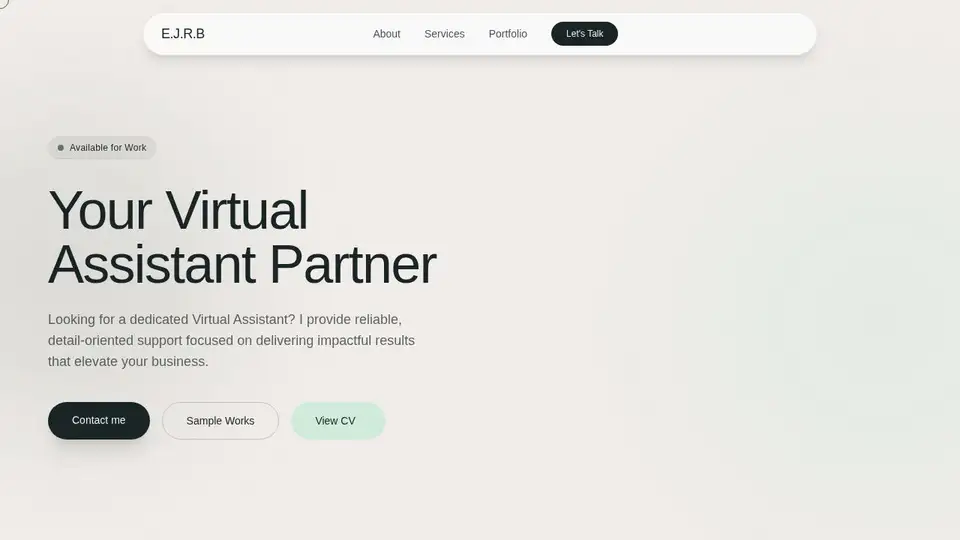 E.J.R.B
About
Services
Portfolio
Let's Talk
Available for Work
Your Virtual
Assistant Partner
Looking for a dedicated Virtual Assistant? I provide reliable,
detail-oriented support focused on delivering impactful results
that elevate your business.
Contact me
Sample Works
View CV